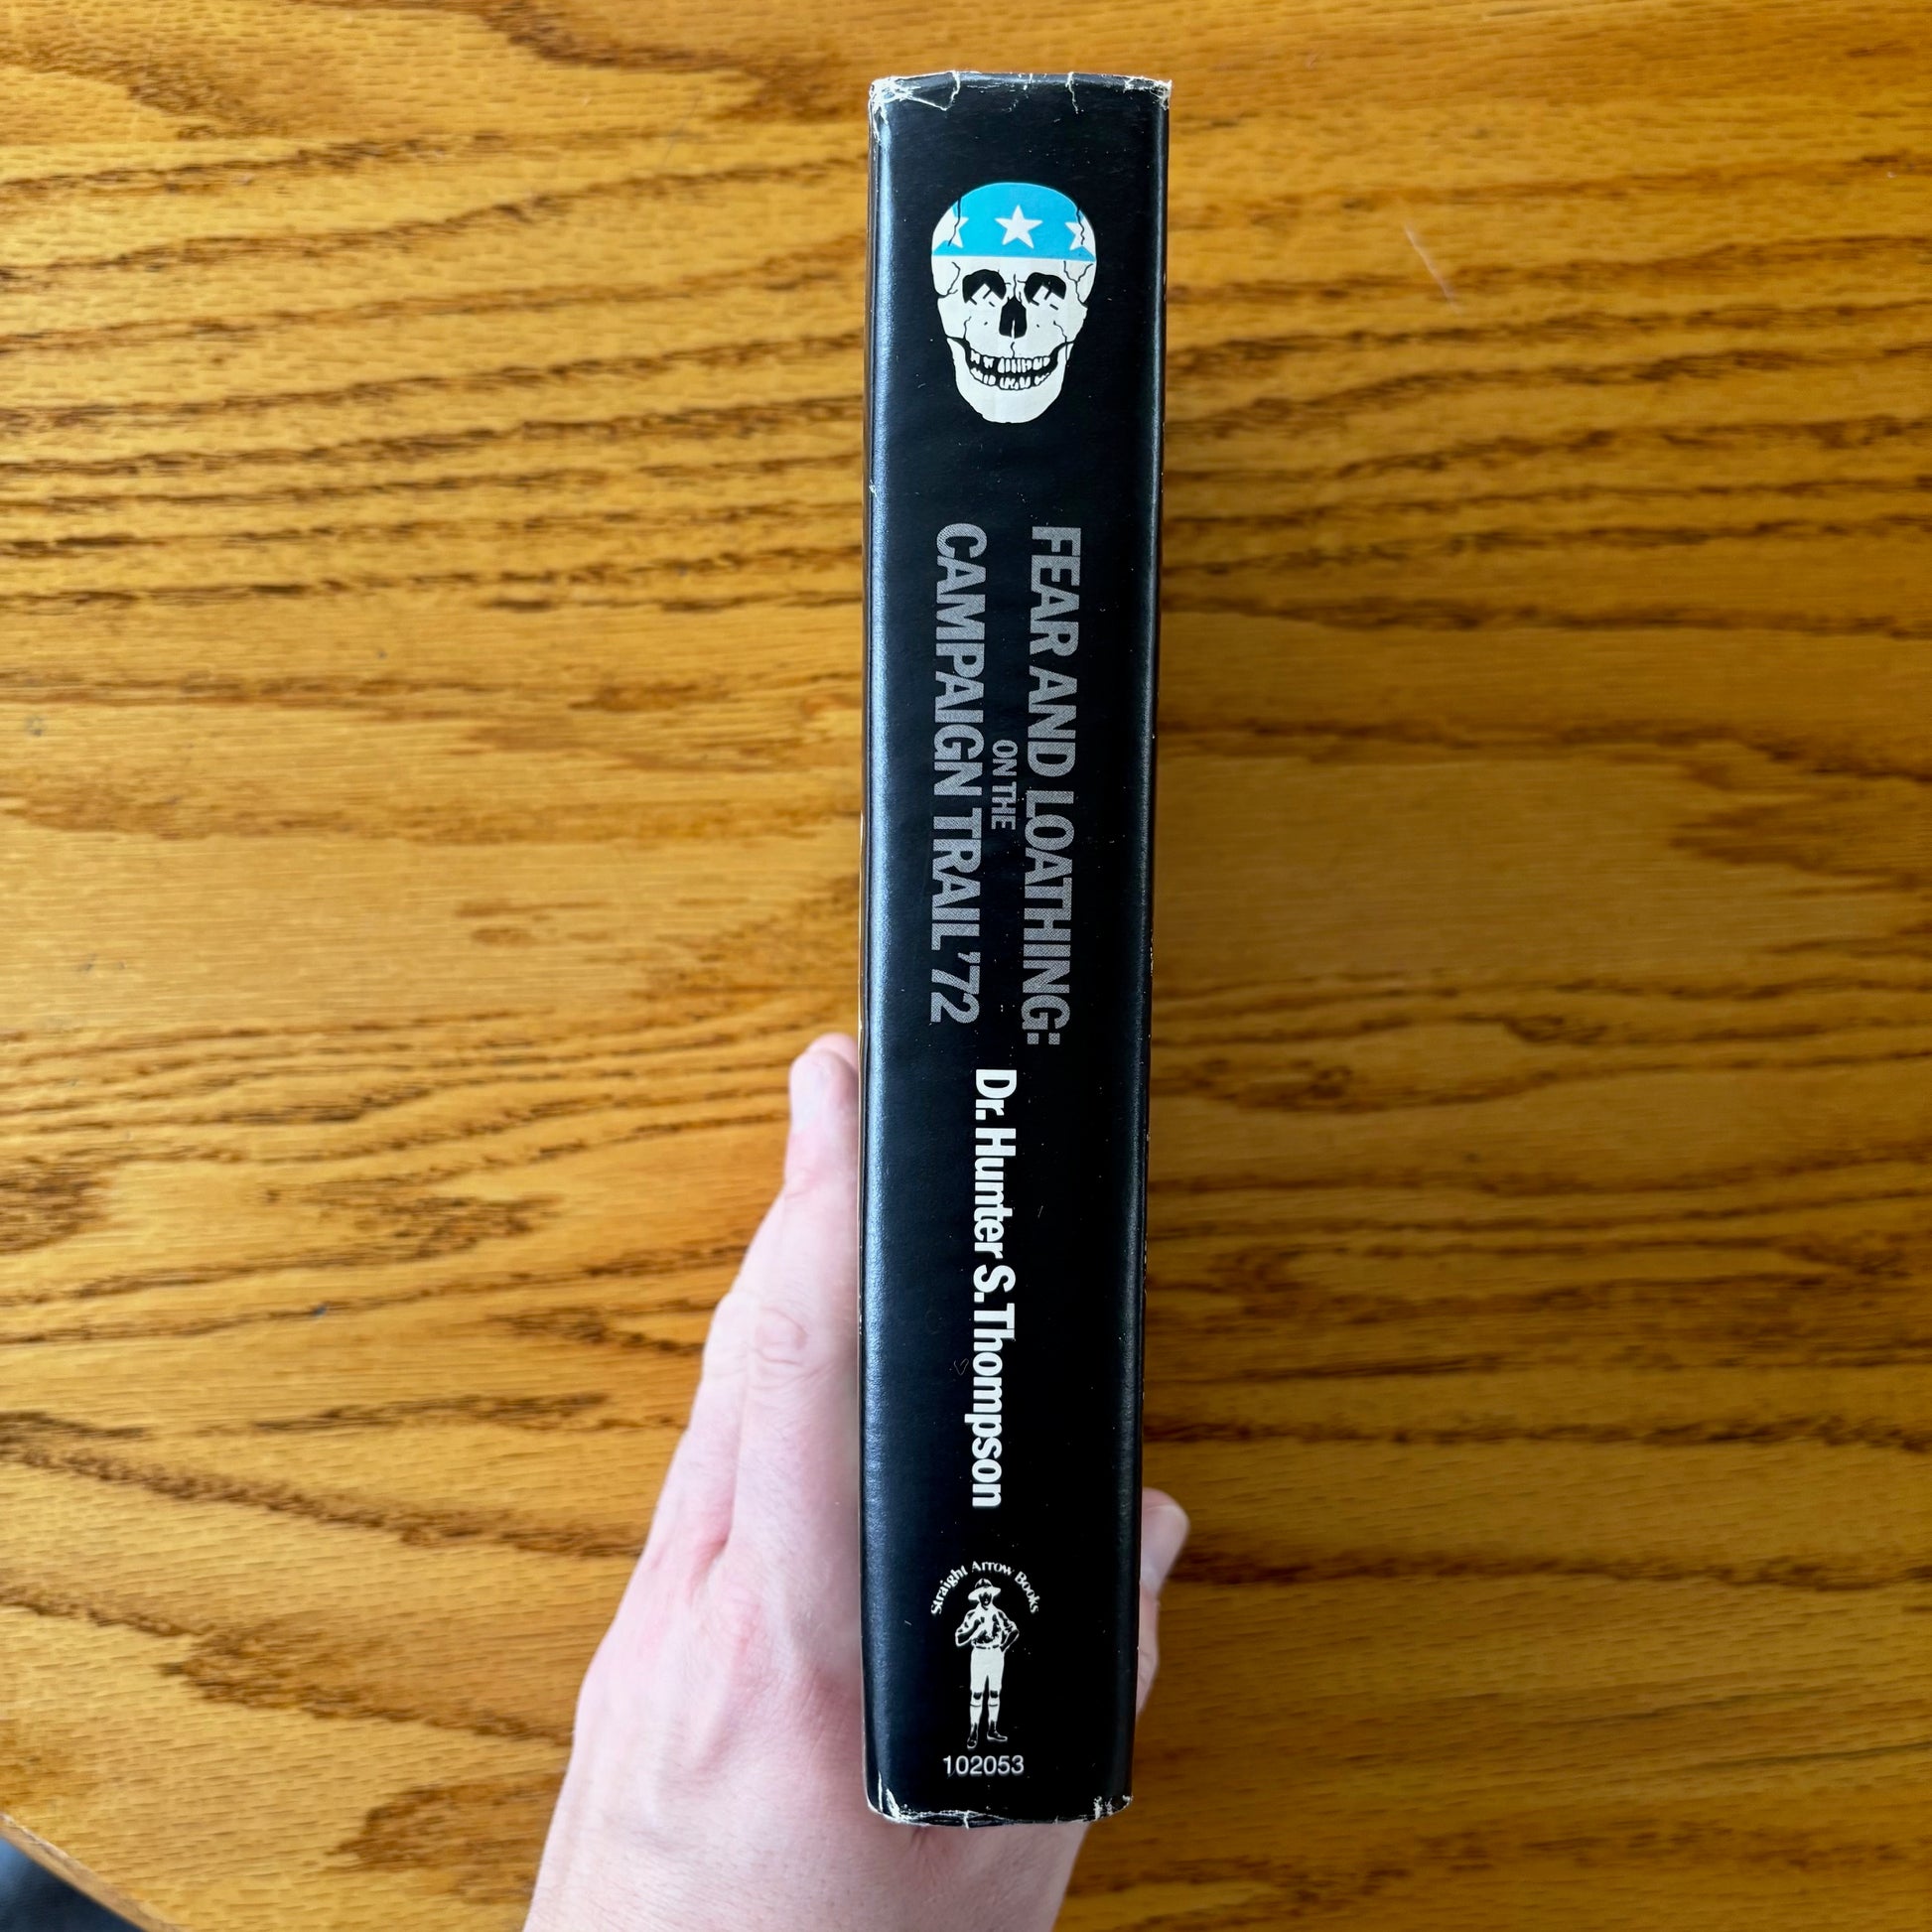 FEAR AND LOATHING:
ON THE
CAMPAIGN TRAIL '72
Dr. Hunter S. Thompson
Straight Arrow Books
102053